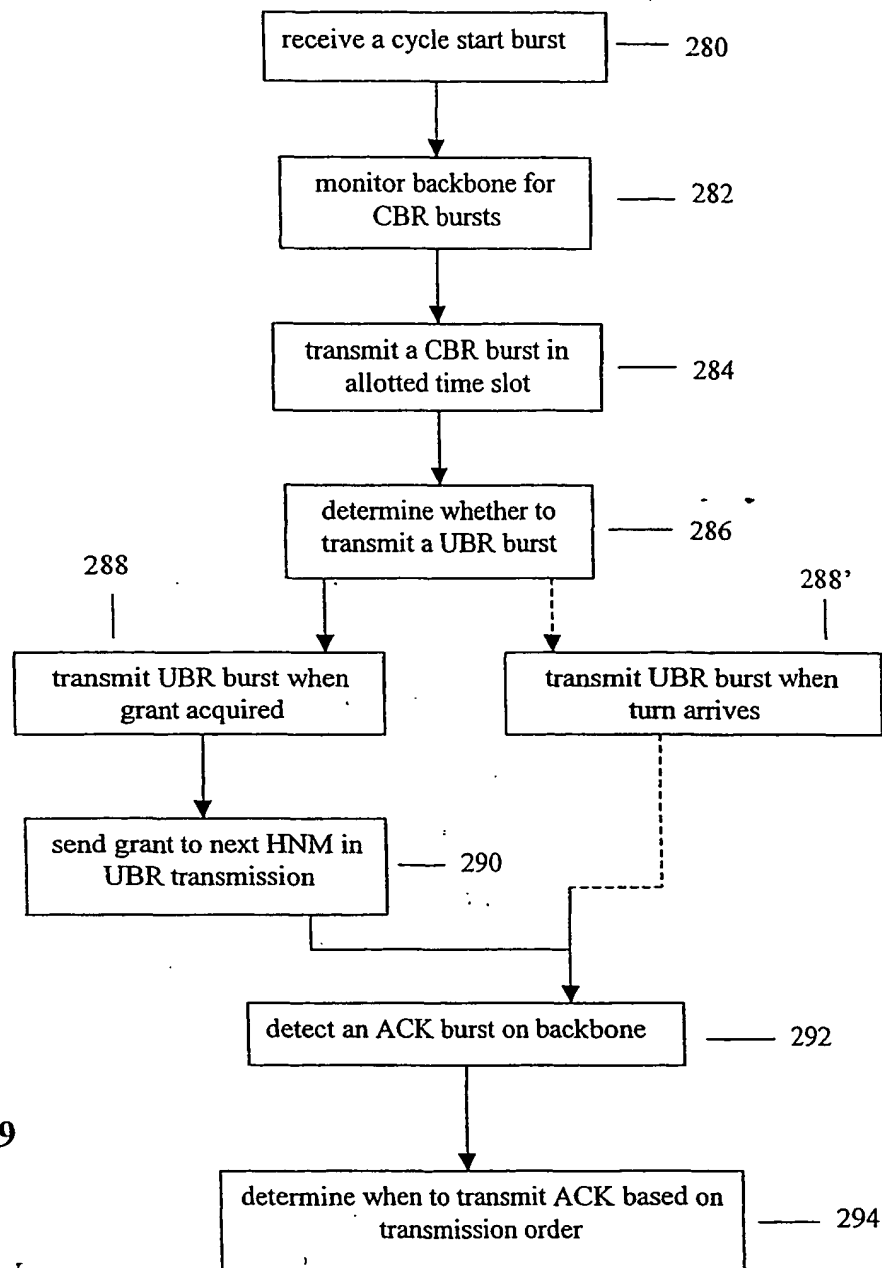 receive a cycle start burst
280
monitor backbone for
CBR bursts
282
transmit a CBR burst in
allotted time slot
284
determine whether to
transmit a UBR burst
286
288
288'
transmit UBR burst when
grant acquired
transmit UBR burst when
turn arrives
send grant to next HNM in
UBR transmission
290
detect an ACK burst on backbone
292
9
determine when to transmit ACK based on
transmission order
294